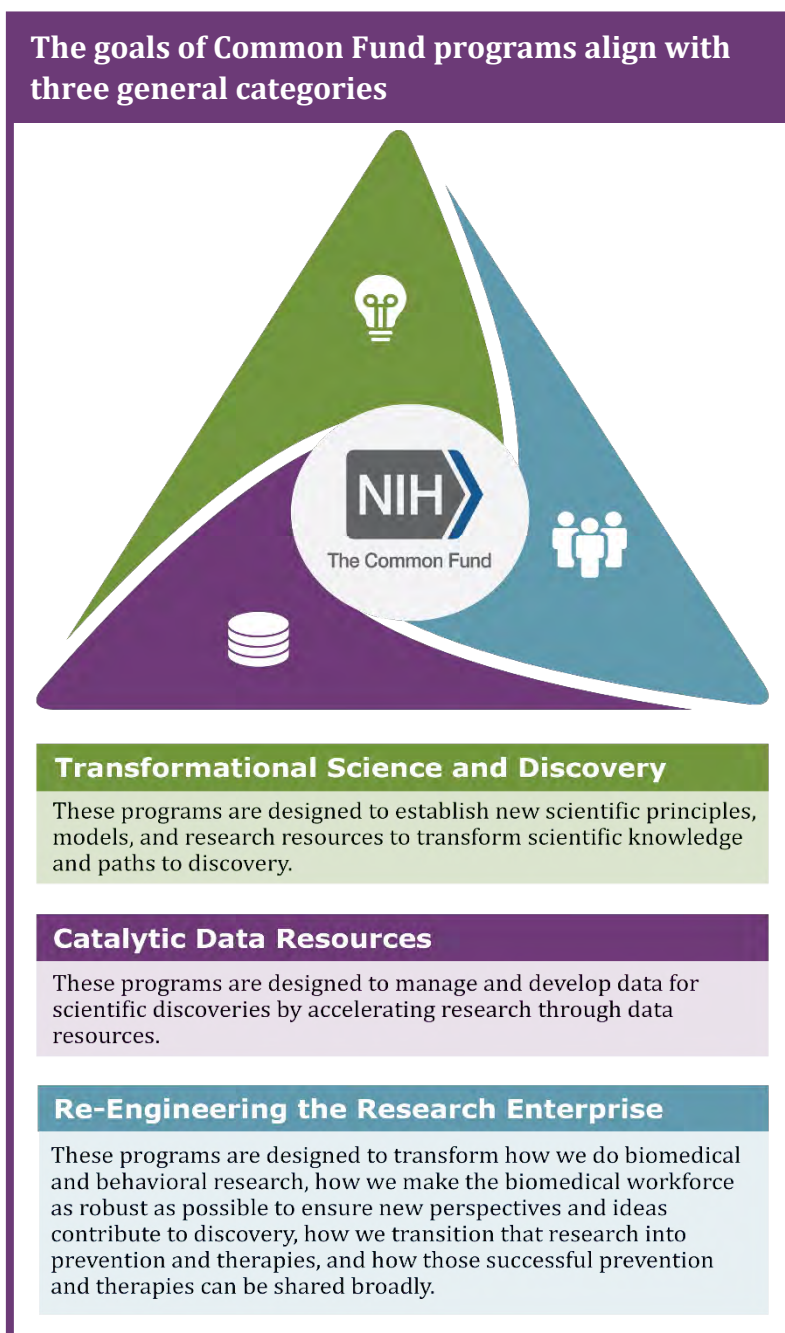 The goals of Common Fund programs align with
three general categories
NIH
The Common Fund
Transformational Science and Discovery
These programs are designed to establish new scientific principles,
models, and research resources to transform scientific knowledge
and paths to discovery.
Catalytic Data Resources
These programs are designed to manage and develop data for
scientific discoveries by accelerating research through data
resources.
Re-Engineering the Research Enterprise
These programs are designed to transform how we do biomedical
and behavioral research, how we make the biomedical workforce
as robust as possible to ensure new perspectives and ideas
contribute to discovery, how we transition that research into
prevention and therapies, and how those successful prevention
and therapies can be shared broadly.